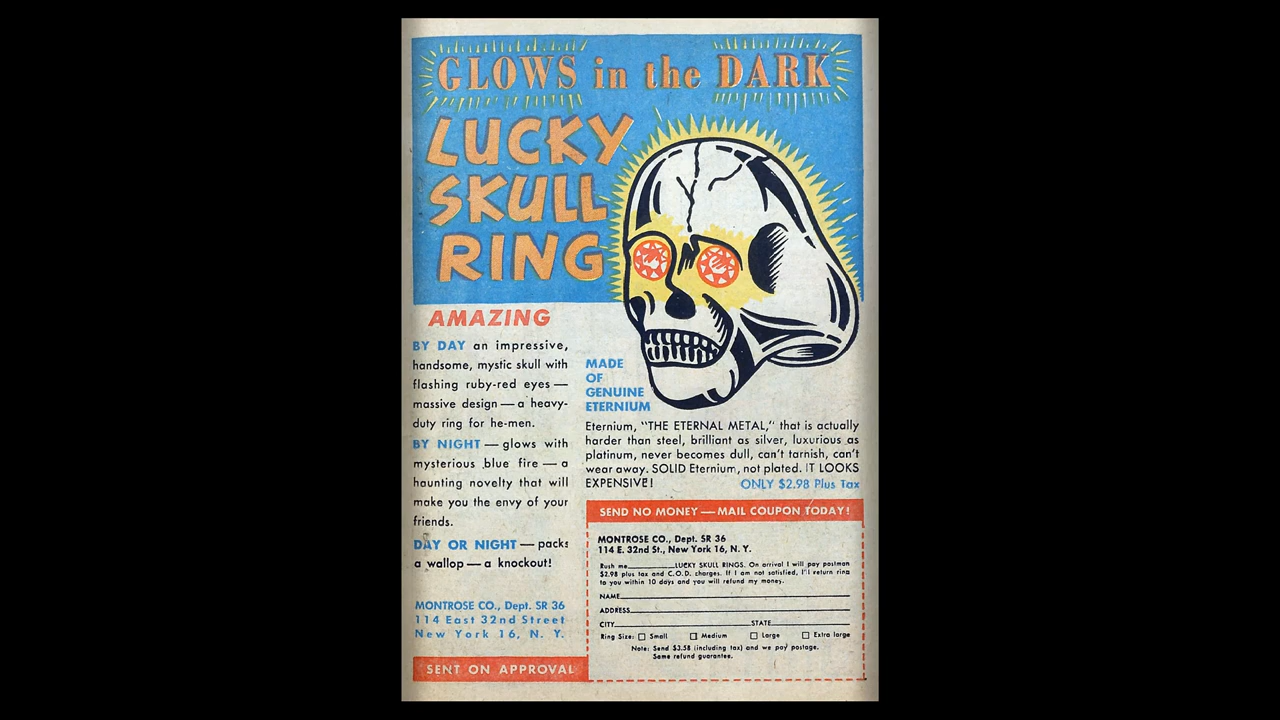 GLOWS in the DARK
LUCKY
SKULL
RING
AMAZING
BY DAY an impressive,
handsome, mystic skull with
flashing ruby-red eyes —
massive design — a heavy-
duty ring for he-men.
BY NIGHT — glows with
mysterious blue fire — a
haunting novelty that will
make you the envy of your
friends.
DAY OR NIGHT — packs
a wallop — a knockout!
MONTROSE CO., Dept. SR 36
114 East 32nd Street
New York 16, N. Y.
SENT ON APPROVAL
MADE
OF
GENUINE
ETERNIUM
Eternium, "THE ETERNAL METAL," that is actually
harder than steel, brilliant as silver, luxurious as
platinum, never becomes dull, can't tarnish, can't
wear away. SOLID Eternium, not plated. IT LOOKS
EXPENSIVE! ONLY $2.98 Plus Tax
SEND NO MONEY — MAIL COUPON TODAY!
MONTROSE CO., Dept. SR 36
114 E. 32nd St., New York 16, N. Y.
Rush me__________LUCKY SKULL RINGS. On arrival I will pay postman
$2.98 plus tax and C.O.D. charges. If I am not satisfied, I'll return ring
to you within 10 days and you will refund my money.
NAME
ADDRESS
CITY STATE
Ring Size: ☐ Small ☐ Medium ☐ Large ☐ Extra large
Note: Send $3.58 (including tax) and we pay postage.
Same refund guarantee.